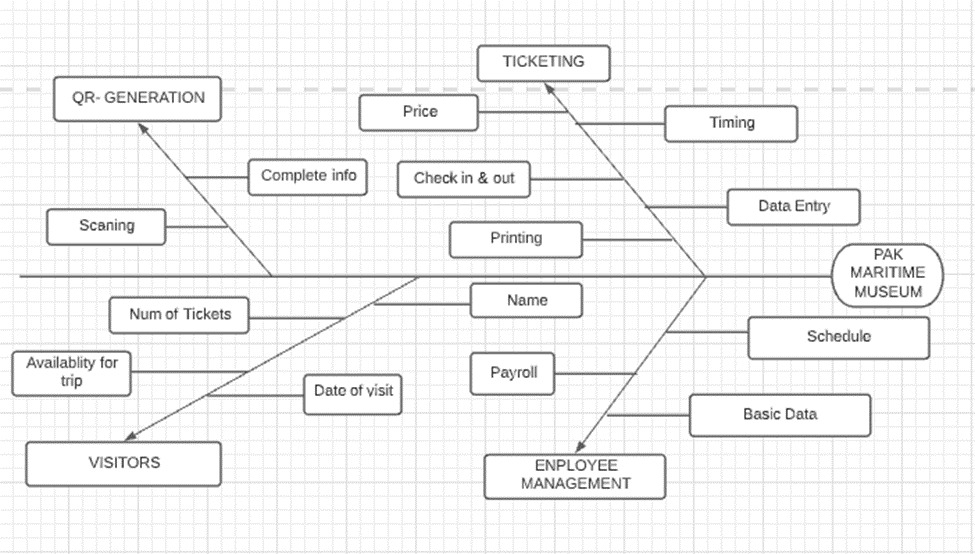 TICKETING
QR- GENERATION
Price
Timing
Complete info
Check in & out
Data Entry
Scaning
Printing
PAK
MARITIME
MUSEUM
Name
Num of Tickets
Schedule
Availablity for
trip
Payroll
Date of visit
Basic Data
VISITORS
ENPLOYEE
MANAGEMENT